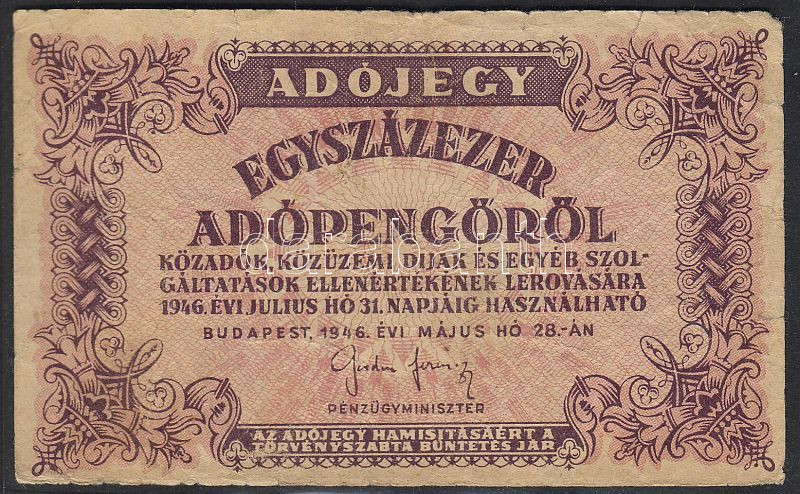 ADÓJEGY
EGYSZÁZEZER
ADÓPENGŐRŐL
KÖZADÓK, KÖZÜZEMI DIJAK ÉS EGYÉB SZOL-
GÁLTATÁSOK ELLENÉRTÉKÉNEK LEROVÁSÁRA
1946. ÉVI JULIUS HÓ 31. NAPJÁIG HASZNÁLHATÓ
BUDAPEST, 1946. ÉVI MÁJUS HÓ 28.-ÁN
PÉNZÜGYMINISZTER
AZ ADÓJEGY HAMISITÁSÁÉRT A
TÖRVÉNYSZABTA BÜNTETÉS JÁR